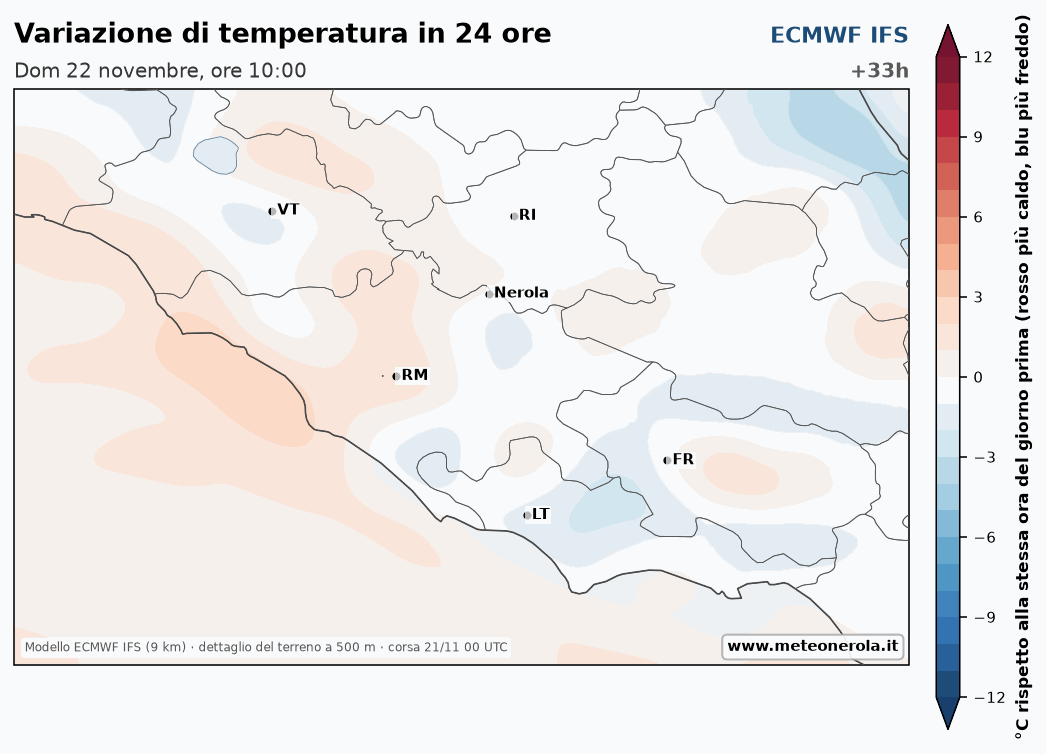 Variazione di temperatura in 24 ore
ECMWF IFS
Dom 22 novembre, ore 10:00
+33h
VT
RI
Nerola
RM
FR
LT
Modello ECMWF IFS (9 km) · dettaglio del terreno a 500 m · corsa 21/11 00 UTC
www.meteonerola.it
12
9
6
3
0
−3
−6
−9
−12
°C rispetto alla stessa ora del giorno prima (rosso più caldo, blu più freddo)